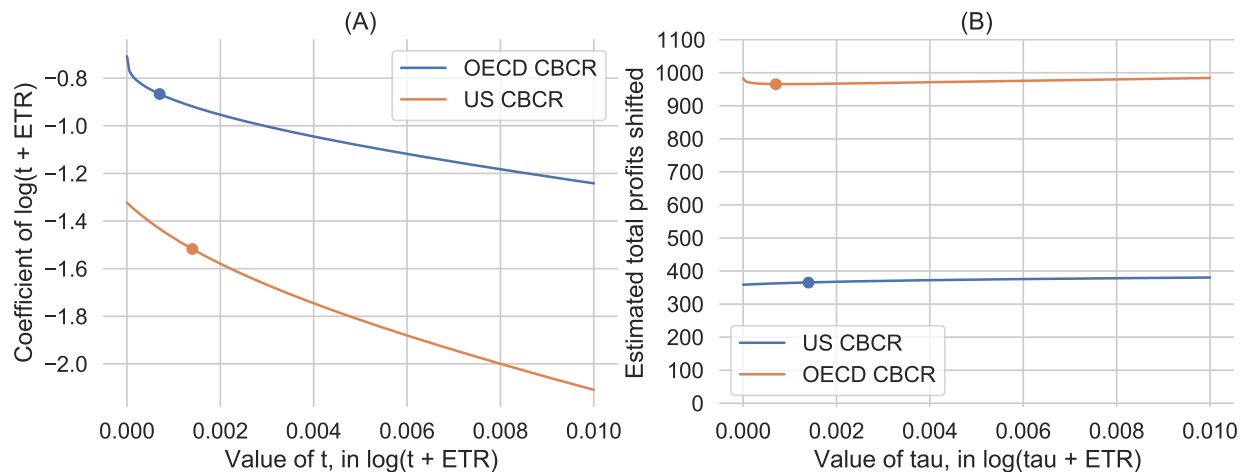 (A)
Coefficient of log(t + ETR)
−0.8
−1.0
−1.2
−1.4
−1.6
−1.8
−2.0
OECD CBCR
US CBCR
0.000 0.002 0.004 0.006 0.008 0.010
Value of t, in log(t + ETR)
(B)
Estimated total profits shifted
1100
1000
900
800
700
600
500
400
300
200
100
0
US CBCR
OECD CBCR
0.000 0.002 0.004 0.006 0.008 0.010
Value of tau, in log(tau + ETR)